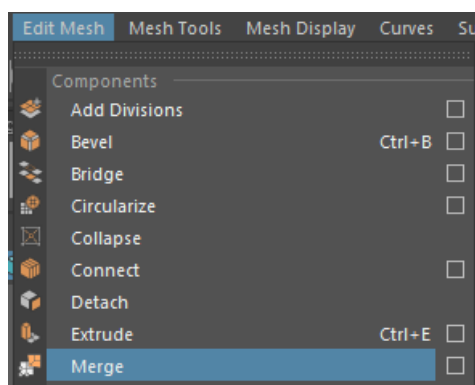 Edit Mesh Mesh Tools Mesh Display Curves Su
Components
Add Divisions
Bevel Ctrl+B
Bridge
Circularize
Collapse
Connect
Detach
Extrude Ctrl+E
Merge